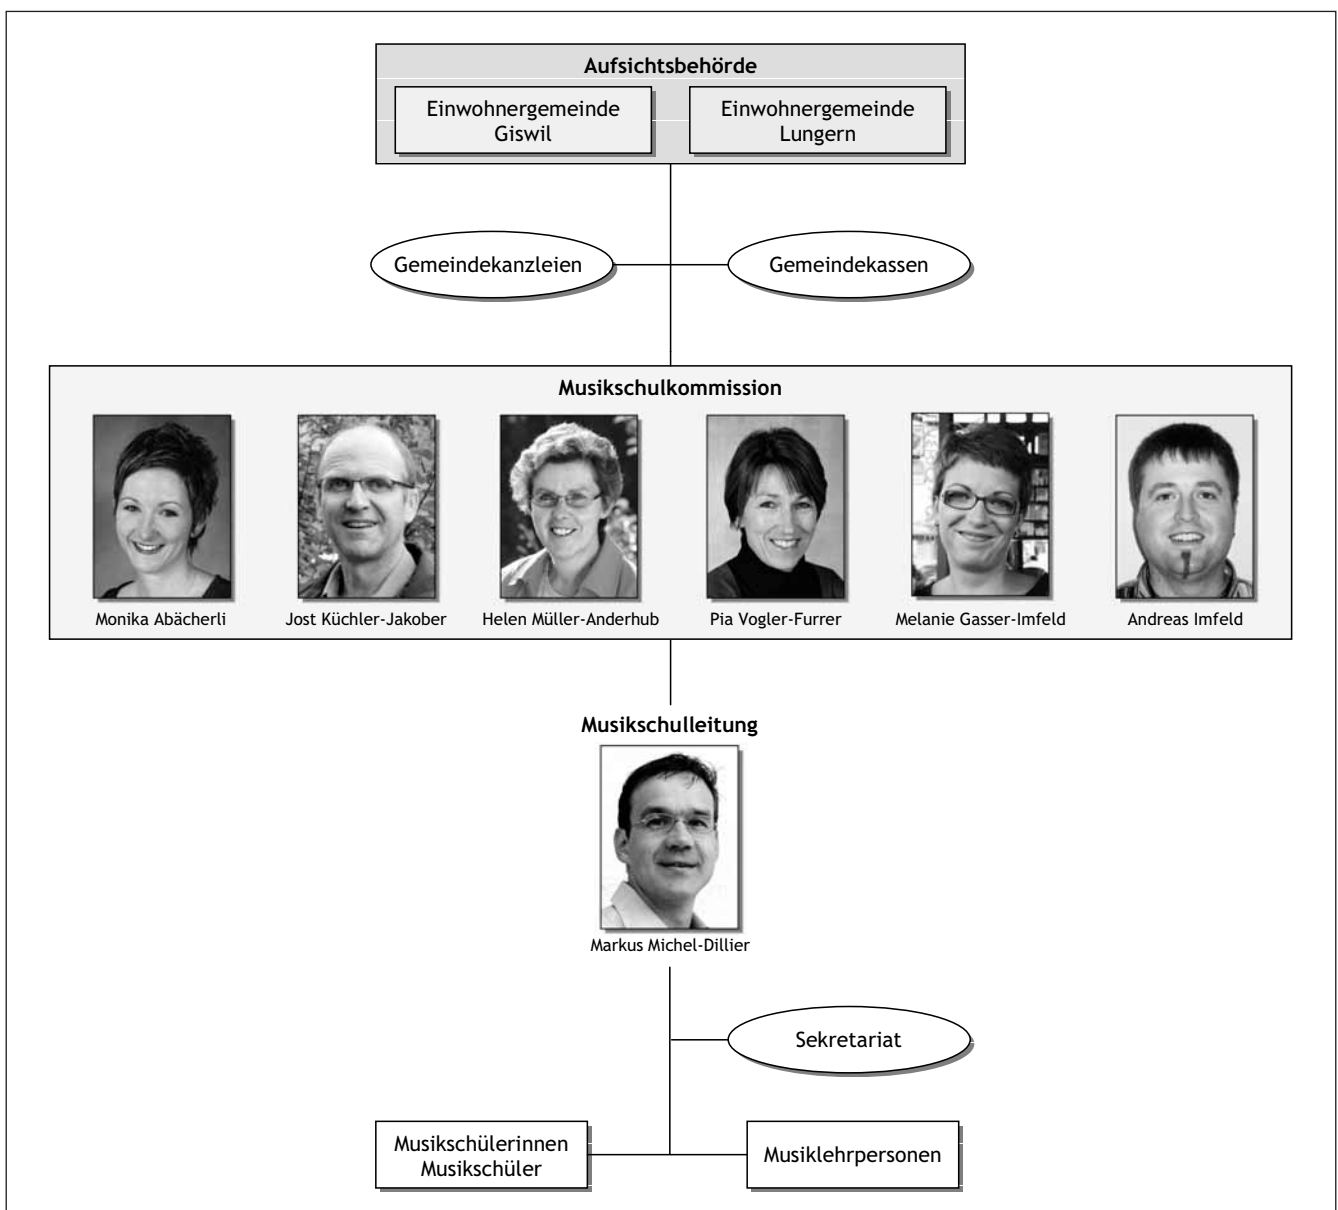 Aufsichtsbehörde
Einwohnergemeinde
Giswil
Einwohnergemeinde
Lungern
Gemeindekanzleien
Gemeindekassen
Musikschulkommission
Monika Abächerli
Jost Küchler-Jakober
Helen Müller-Anderhub
Pia Vogler-Furrer
Melanie Gasser-Imfeld
Andreas Imfeld
Musikschulleitung
Markus Michel-Dillier
Sekretariat
Musikschülerinnen
Musikschüler
Musiklehrpersonen